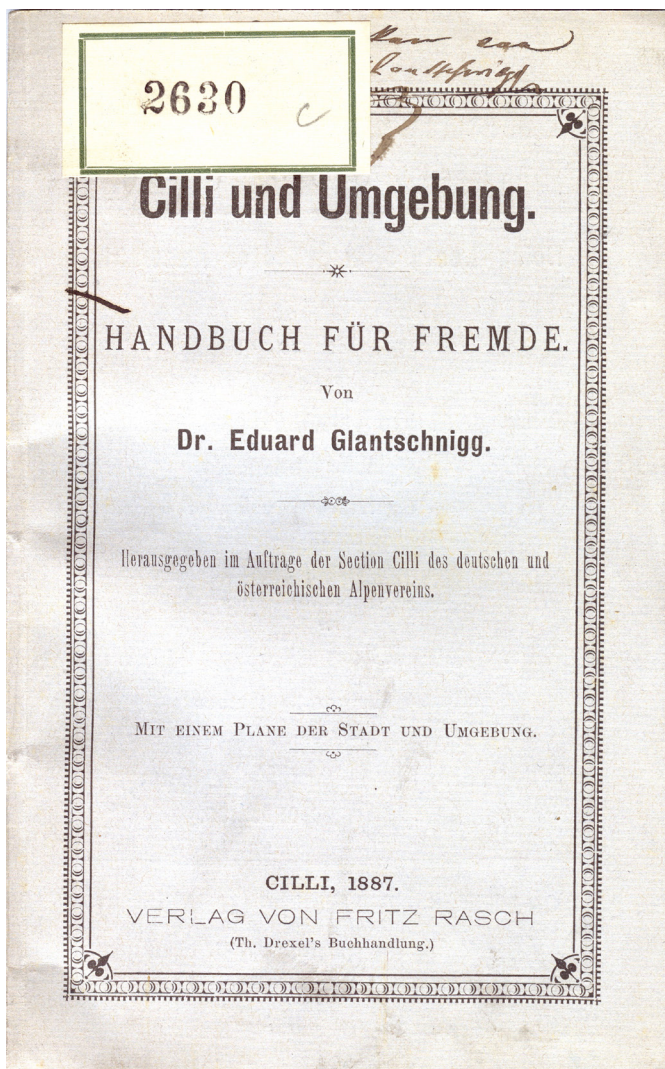 2630
Cilli und Umgebung.
HANDBUCH FÜR FREMDE.
Von
Dr. Eduard Glantschnigg.
Herausgegeben im Auftrage der Section Cilli des deutschen und
österreichischen Alpenvereins.
MIT EINEM PLANE DER STADT UND UMGEBUNG.
CILLI, 1887.
VERLAG VON FRITZ RASCH
(Th. Drexel's Buchhandlung.)